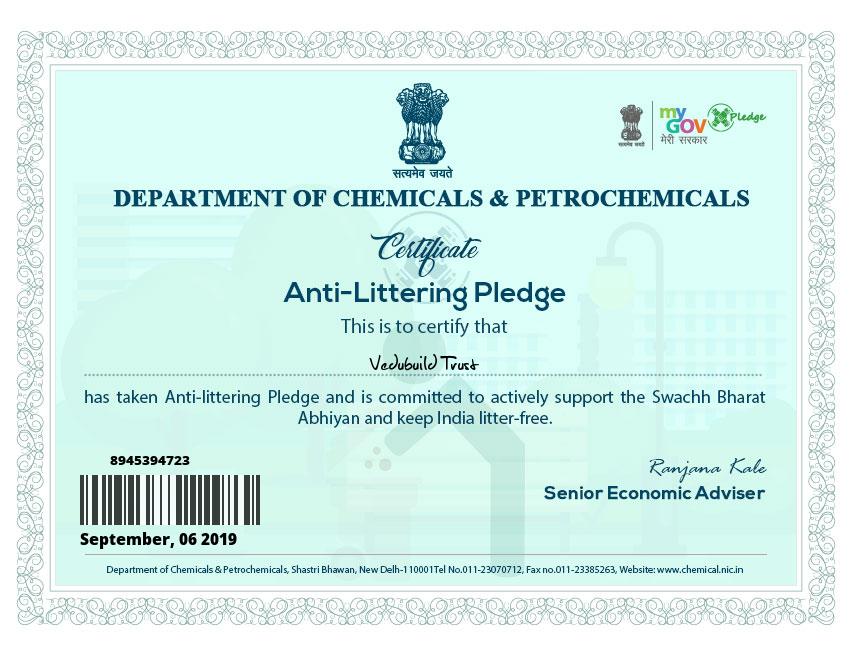 सत्यमेव जयते
सत्यमेव जयते
my
GOV
मेरी सरकार
Pledge
DEPARTMENT OF CHEMICALS & PETROCHEMICALS
Certificate
Anti-Littering Pledge
This is to certify that
Vedubuild Trust
has taken Anti-littering Pledge and is committed to actively support the Swachh Bharat
Abhiyan and keep India litter-free.
8945394723
Ranjana Kale
Senior Economic Adviser
September, 06 2019
Department of Chemicals & Petrochemicals, Shastri Bhawan, New Delh-110001Tel No.011-23070712, Fax no.011-23385263, Website: www.chemical.nic.in